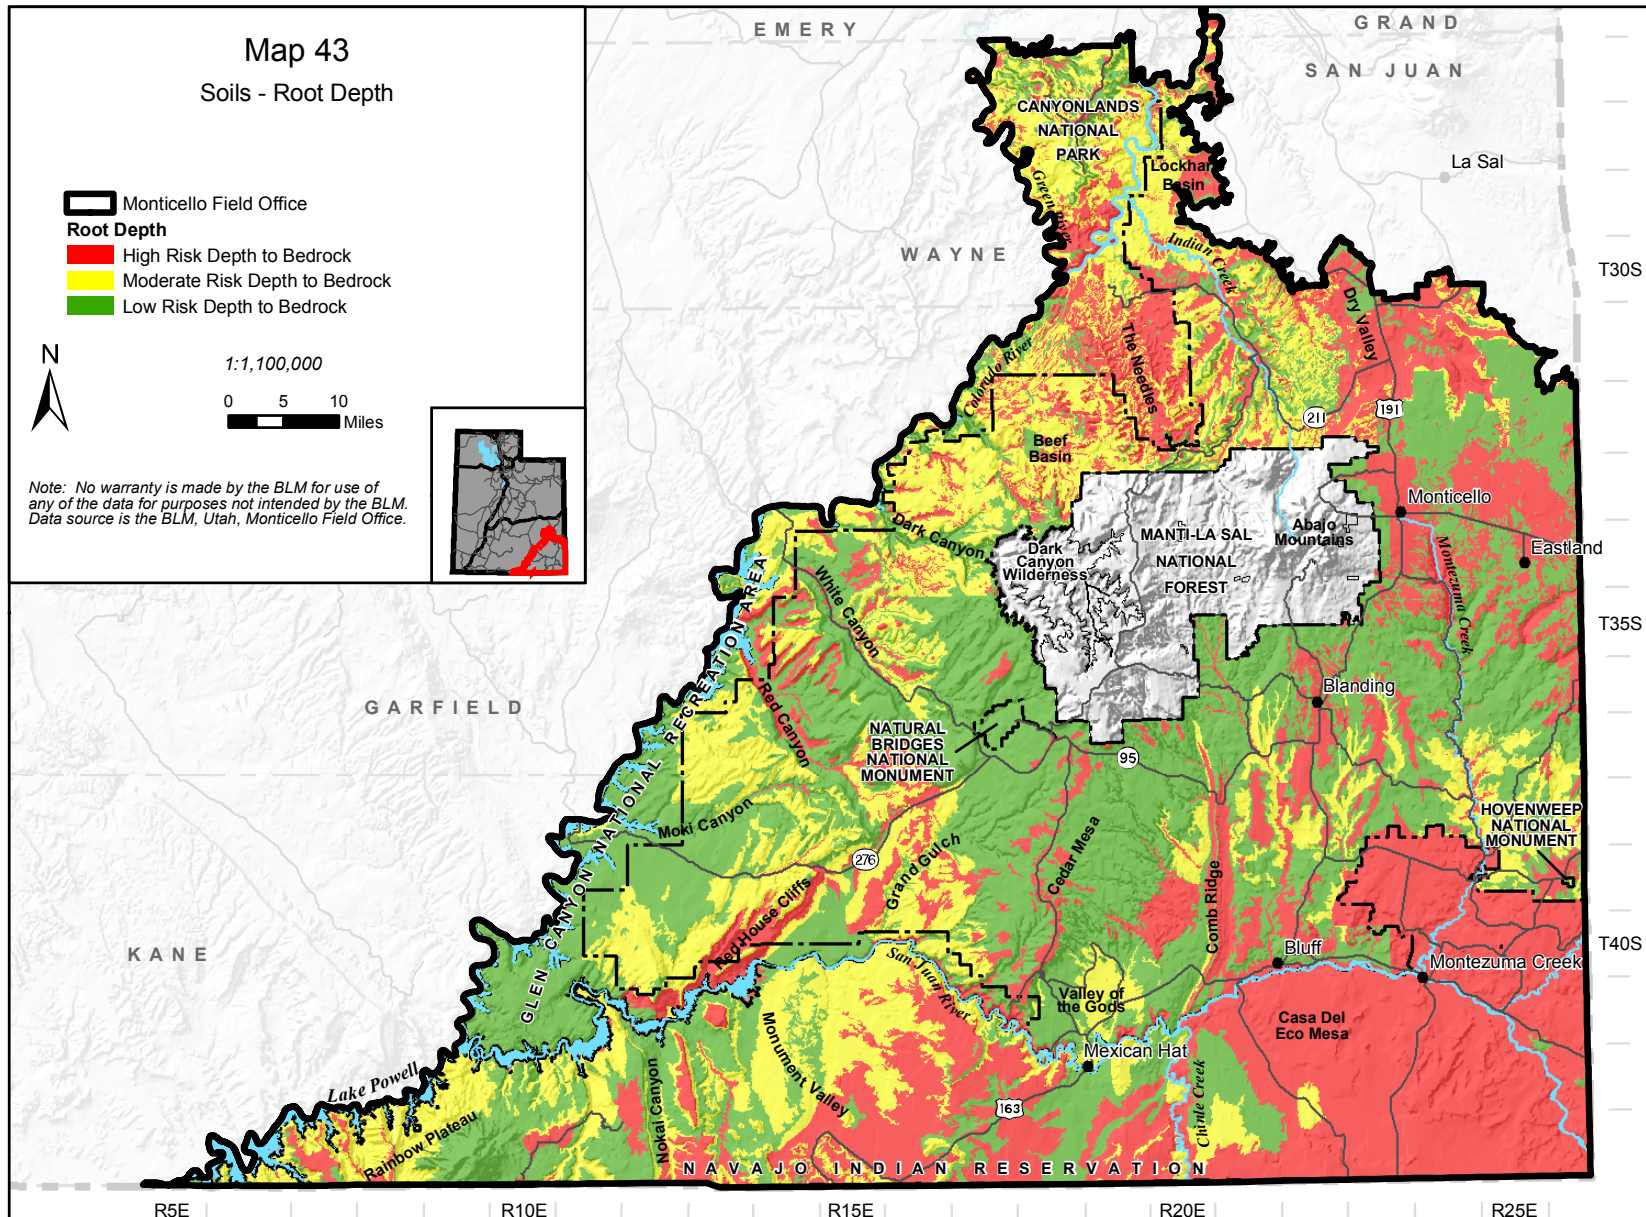 Map 43
Soils - Root Depth
Monticello Field Office
Root Depth
High Risk Depth to Bedrock
Moderate Risk Depth to Bedrock
Low Risk Depth to Bedrock
N
1:1,100,000
0 5 10
Miles
Note: No warranty is made by the BLM for use of
any of the data for purposes not intended by the BLM.
Data source is the BLM, Utah, Monticello Field Office.
EMERY
GRAND
SAN JUAN
WAYNE
GARFIELD
KANE
La Sal
CANYONLANDS
NATIONAL
PARK
Lockhart
Basin
Green River
Indian Creek
Dry Valley
The Needles
Colorado River
Beef
Basin
211
191
Monticello
Eastland
Abajo
Mountains
MANTI-LA SAL
NATIONAL
FOREST
Dark
Canyon
Wilderness
Dark Canyon
White Canyon
Montezuma Creek
Red Canyon
Blanding
NATURAL
BRIDGES
NATIONAL
MONUMENT
95
GLEN CANYON NATIONAL RECREATION AREA
Moki Canyon
276
Grand Gulch
Cedar Mesa
Comb Ridge
HOVENWEEP
NATIONAL
MONUMENT
Red House Cliffs
San Juan River
Valley of
the Gods
Bluff
Montezuma Creek
Casa Del
Eco Mesa
Mexican Hat
Monument Valley
Nokai Canyon
Chinle Creek
163
Lake Powell
Rainbow Plateau
NAVAJO INDIAN RESERVATION
T30S
T35S
T40S
R5E
R10E
R15E
R20E
R25E